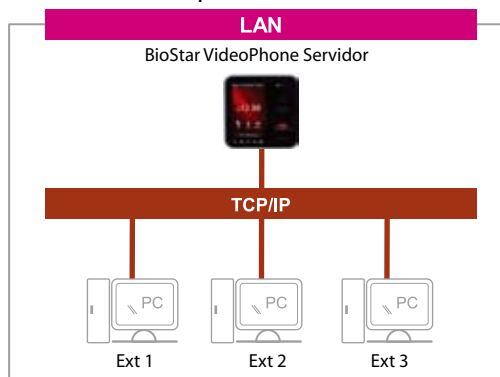 LAN
BioStar VideoPhone Servidor
TCP/IP
PC PC PC
Ext 1 Ext 2 Ext 3